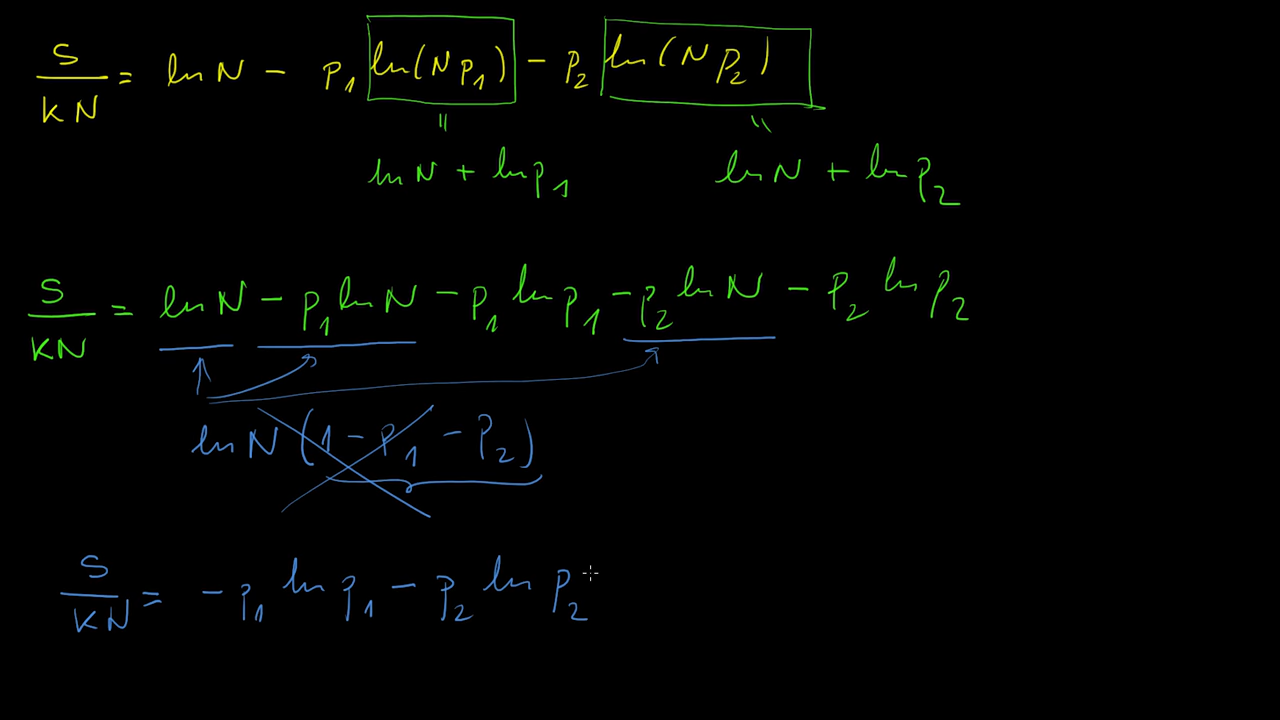 S/KN = ln N - p₁ ln(N p₁) - p₂ ln(N p₂)
॥ ॥
ln N + ln p₁ ln N + ln p₂
S/KN = ln N - p₁ ln N - p₁ ln p₁ - p₂ ln N - p₂ ln p₂
ln N (1 - p₁ - p₂)
S/KN = - p₁ ln p₁ - p₂ ln p₂